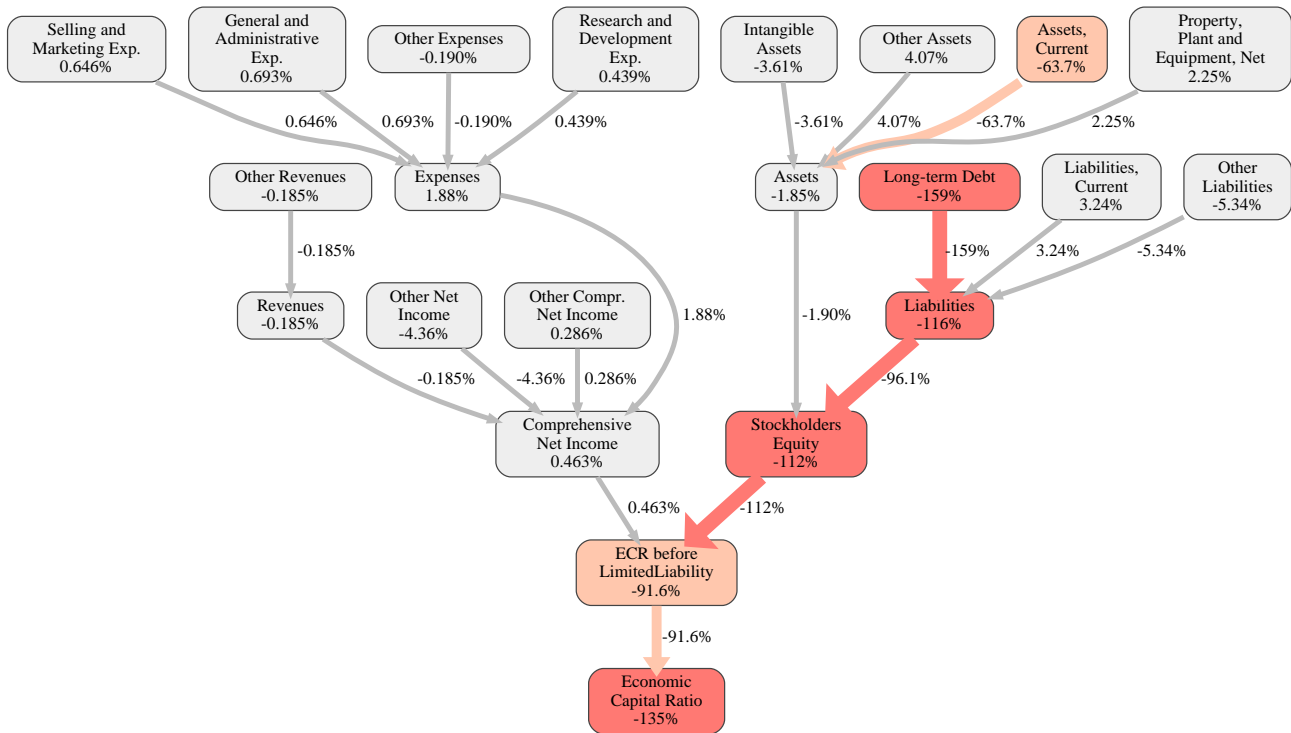 Selling and
Marketing Exp.
0.646%
General and
Administrative
Exp.
0.693%
Other Expenses
-0.190%
Research and
Development
Exp.
0.439%
Intangible
Assets
-3.61%
Other Assets
4.07%
Assets,
Current
-63.7%
Property,
Plant and
Equipment, Net
2.25%
0.646%
0.693%
-0.190%
0.439%
-3.61%
4.07%
-63.7%
2.25%
Other Revenues
-0.185%
Expenses
1.88%
Assets
-1.85%
Long-term Debt
-159%
Liabilities,
Current
3.24%
Other
Liabilities
-5.34%
-0.185%
-159%
3.24%
-5.34%
Revenues
-0.185%
Other Net
Income
-4.36%
Other Compr.
Net Income
0.286%
1.88%
-1.90%
Liabilities
-116%
-0.185%
-4.36%
0.286%
-96.1%
Comprehensive
Net Income
0.463%
Stockholders
Equity
-112%
0.463%
-112%
ECR before
LimitedLiability
-91.6%
-91.6%
Economic
Capital Ratio
-135%